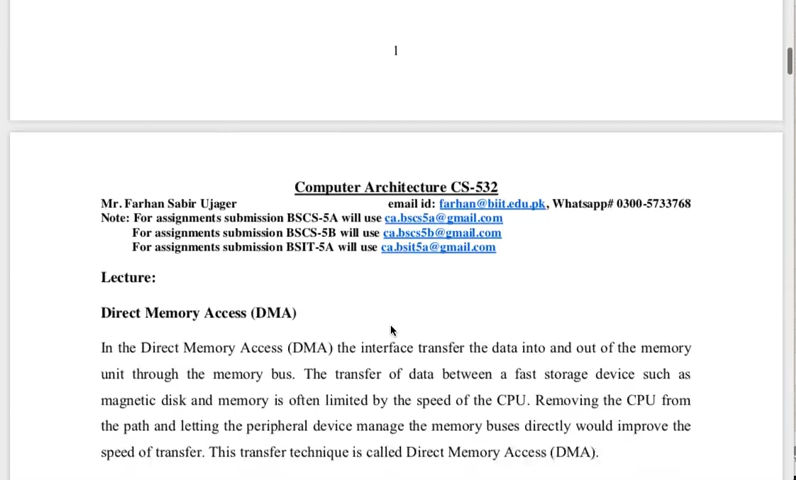 1
Computer Architecture CS-532
Mr. Farhan Sabir Ujager email id: farhan@biit.edu.pk, Whatsapp# 0300-5733768
Note: For assignments submission BSCS-5A will use ca.bscs5a@gmail.com
For assignments submission BSCS-5B will use ca.bscs5b@gmail.com
For assignments submission BSIT-5A will use ca.bsit5a@gmail.com
Lecture:
Direct Memory Access (DMA)
In the Direct Memory Access (DMA) the interface transfer the data into and out of the memory
unit through the memory bus. The transfer of data between a fast storage device such as
magnetic disk and memory is often limited by the speed of the CPU. Removing the CPU from
the path and letting the peripheral device manage the memory buses directly would improve the
speed of transfer. This transfer technique is called Direct Memory Access (DMA).